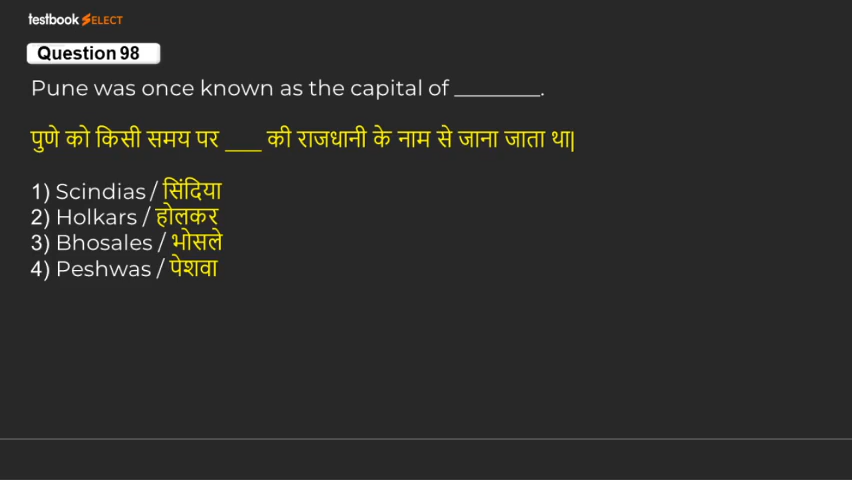 testbook SELECT
Question 98
Pune was once known as the capital of ________.
पुणे को किसी समय पर ___ की राजधानी के नाम से जाना जाता था|
1) Scindias / सिंदिया
2) Holkars / होलकर
3) Bhosales / भोसले
4) Peshwas / पेशवा